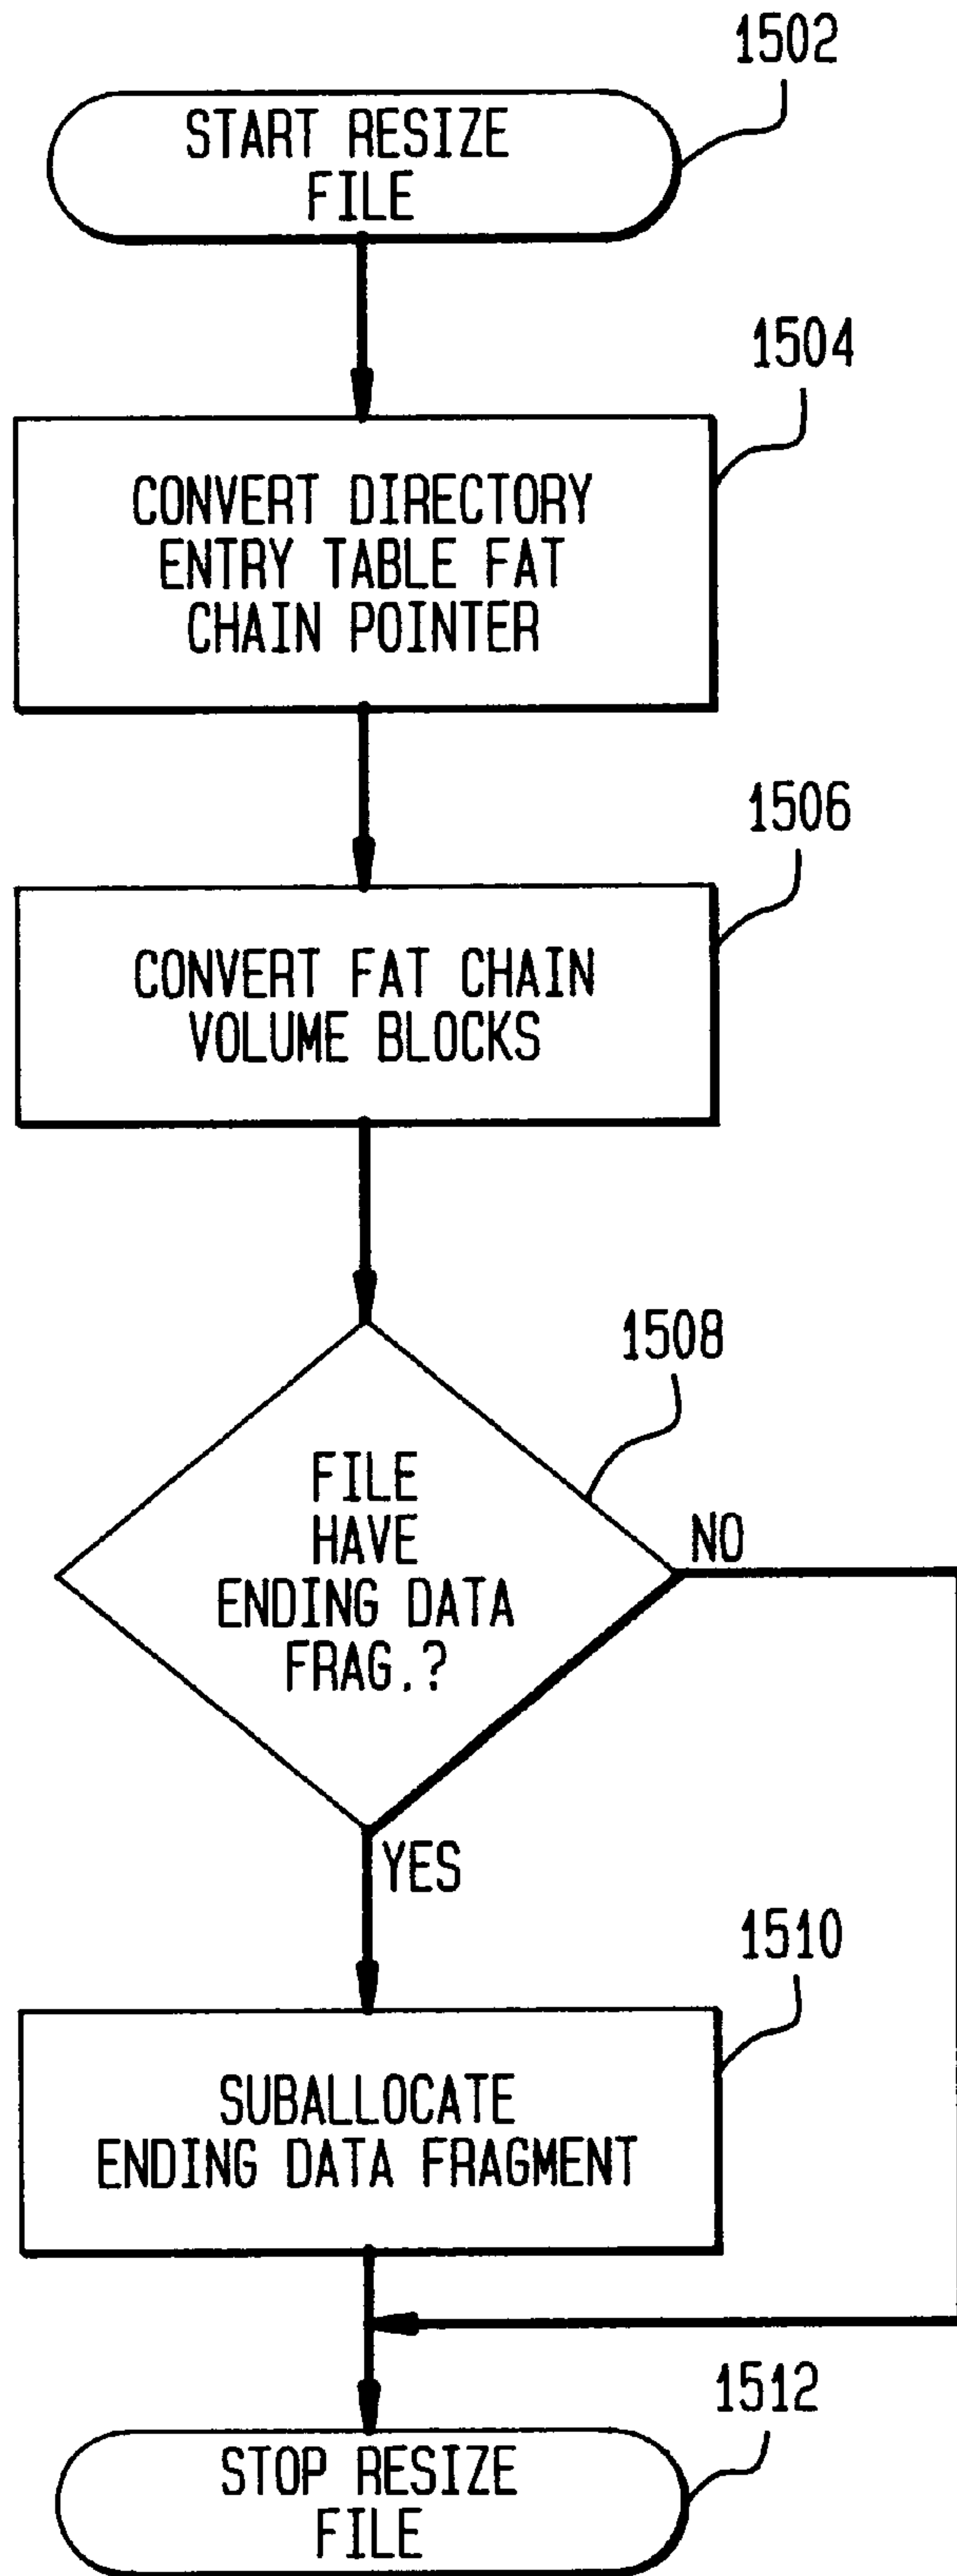 1502
START RESIZE
FILE
1504
CONVERT DIRECTORY
ENTRY TABLE FAT
CHAIN POINTER
1506
CONVERT FAT CHAIN
VOLUME BLOCKS
1508
FILE
HAVE
ENDING DATA
FRAG.?
NO
YES
1510
SUBALLOCATE
ENDING DATA FRAGMENT
1512
STOP RESIZE
FILE